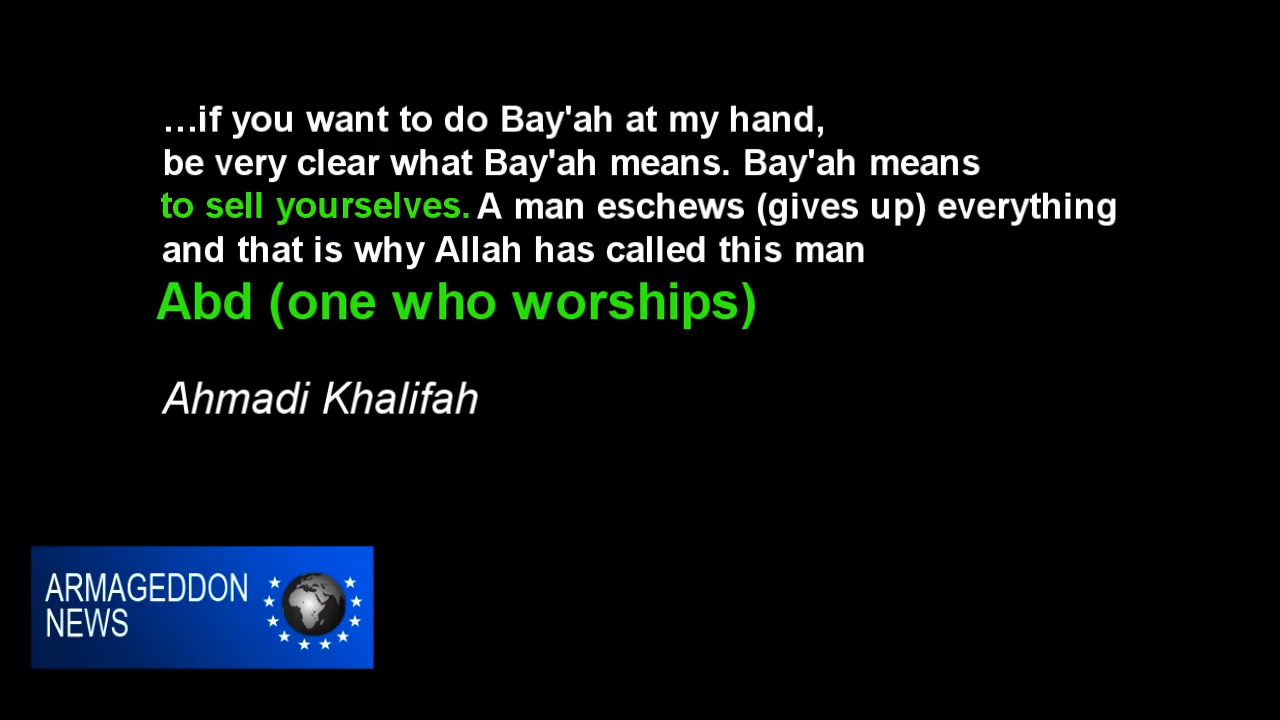 …if you want to do Bay'ah at my hand,
be very clear what Bay'ah means. Bay'ah means
to sell yourselves. A man eschews (gives up) everything
and that is why Allah has called this man
Abd (one who worships)
Ahmadi Khalifah
ARMAGEDDON
NEWS